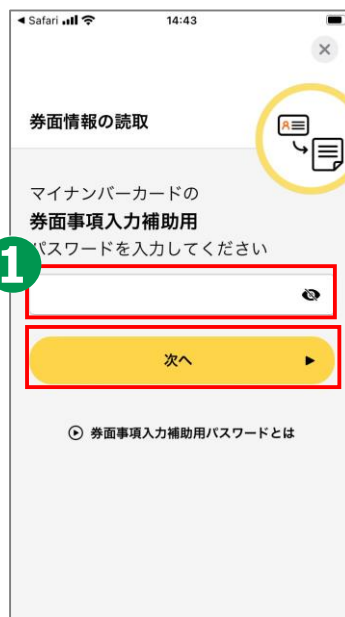 Safari 14:43
券面情報の読取
マイナンバーカードの
券面事項入力補助用
パスワードを入力してください
1
次へ
券面事項入力補助用パスワードとは